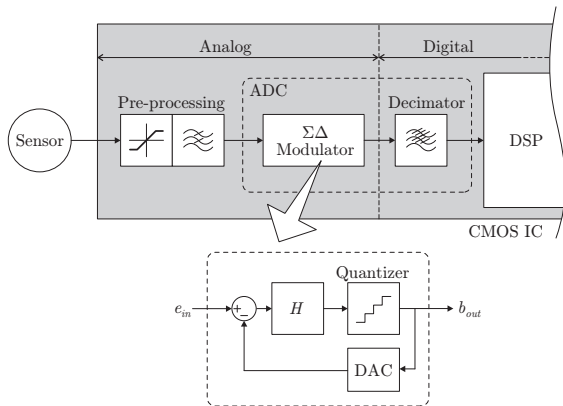 Analog
Digital
ADC
Pre-processing
Decimator
Sensor
ΣΔ
Modulator
DSP
CMOS IC
Quantizer
e_in
+
−
H
b_out
DAC